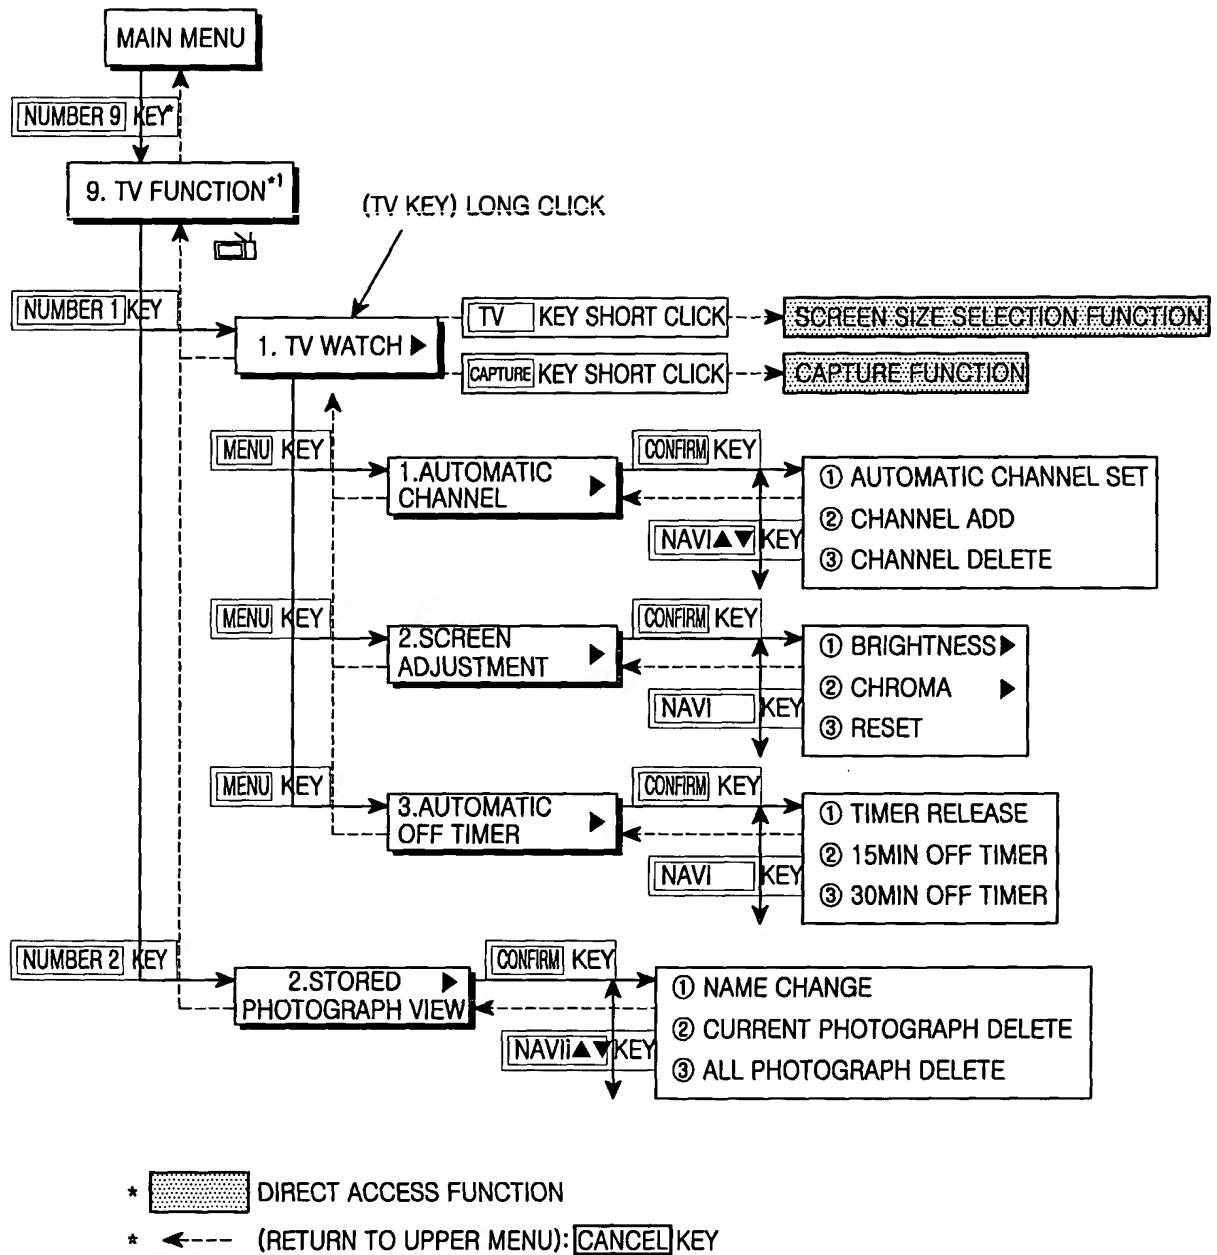 MAIN MENU
NUMBER 9 KEY*
9. TV FUNCTION*1
(TV KEY) LONG CLICK
NUMBER 1 KEY
1. TV WATCH ▶
TV KEY SHORT CLICK
SCREEN SIZE SELECTION FUNCTION
CAPTURE KEY SHORT CLICK
CAPTURE FUNCTION
MENU KEY
1.AUTOMATIC
CHANNEL ▶
CONFIRM KEY
NAVI▲▼ KEY
① AUTOMATIC CHANNEL SET
② CHANNEL ADD
③ CHANNEL DELETE
MENU KEY
2.SCREEN
ADJUSTMENT ▶
CONFIRM KEY
NAVI KEY
① BRIGHTNESS▶
② CHROMA ▶
③ RESET
MENU KEY
3.AUTOMATIC
OFF TIMER ▶
CONFIRM KEY
NAVI KEY
① TIMER RELEASE
② 15MIN OFF TIMER
③ 30MIN OFF TIMER
NUMBER 2 KEY
2.STORED ▶
PHOTOGRAPH VIEW
CONFIRM KEY
NAVIi▲▼ KEY
① NAME CHANGE
② CURRENT PHOTOGRAPH DELETE
③ ALL PHOTOGRAPH DELETE
* DIRECT ACCESS FUNCTION
* (RETURN TO UPPER MENU): CANCEL KEY